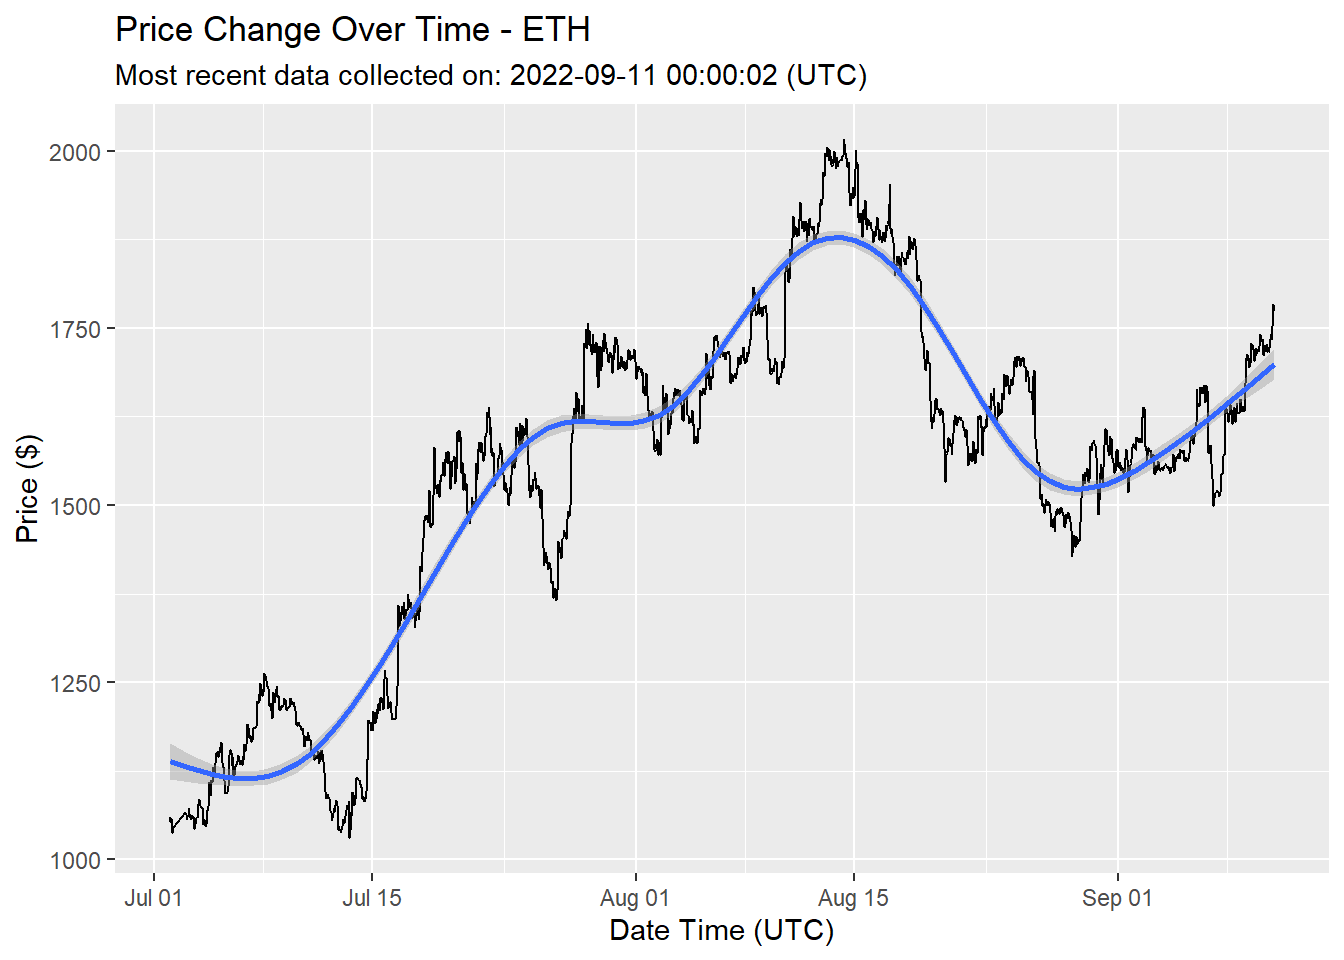 Price Change Over Time - ETH
Most recent data collected on: 2022-09-11 00:00:02 (UTC)
Price ($)
2000
1750
1500
1250
1000
Jul 01
Jul 15
Aug 01
Aug 15
Sep 01
Date Time (UTC)